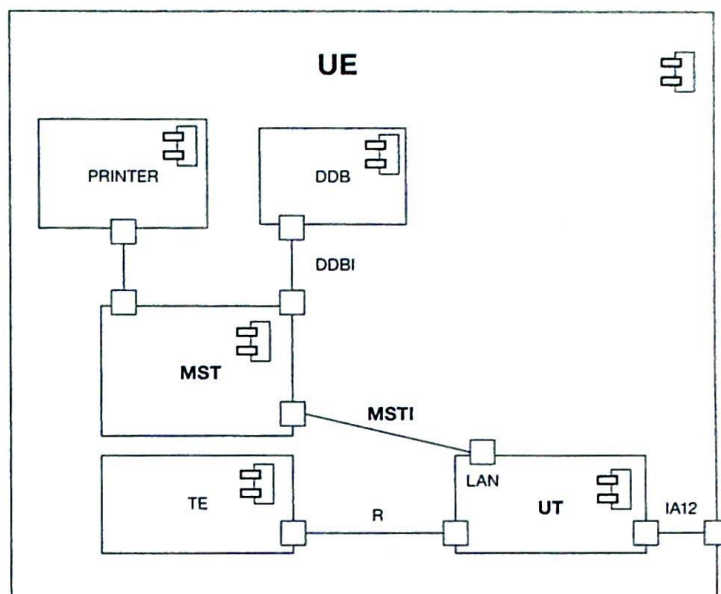 UE
PRINTER
DDB
DDBI
MST
MSTI
LAN
TE
R
UT
IA12